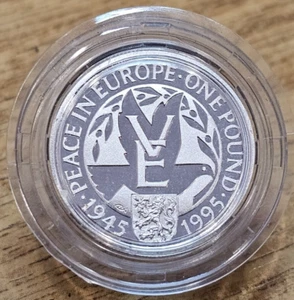 · PEACE IN EUROPE · ONE POUND ·
1945
1995
VE